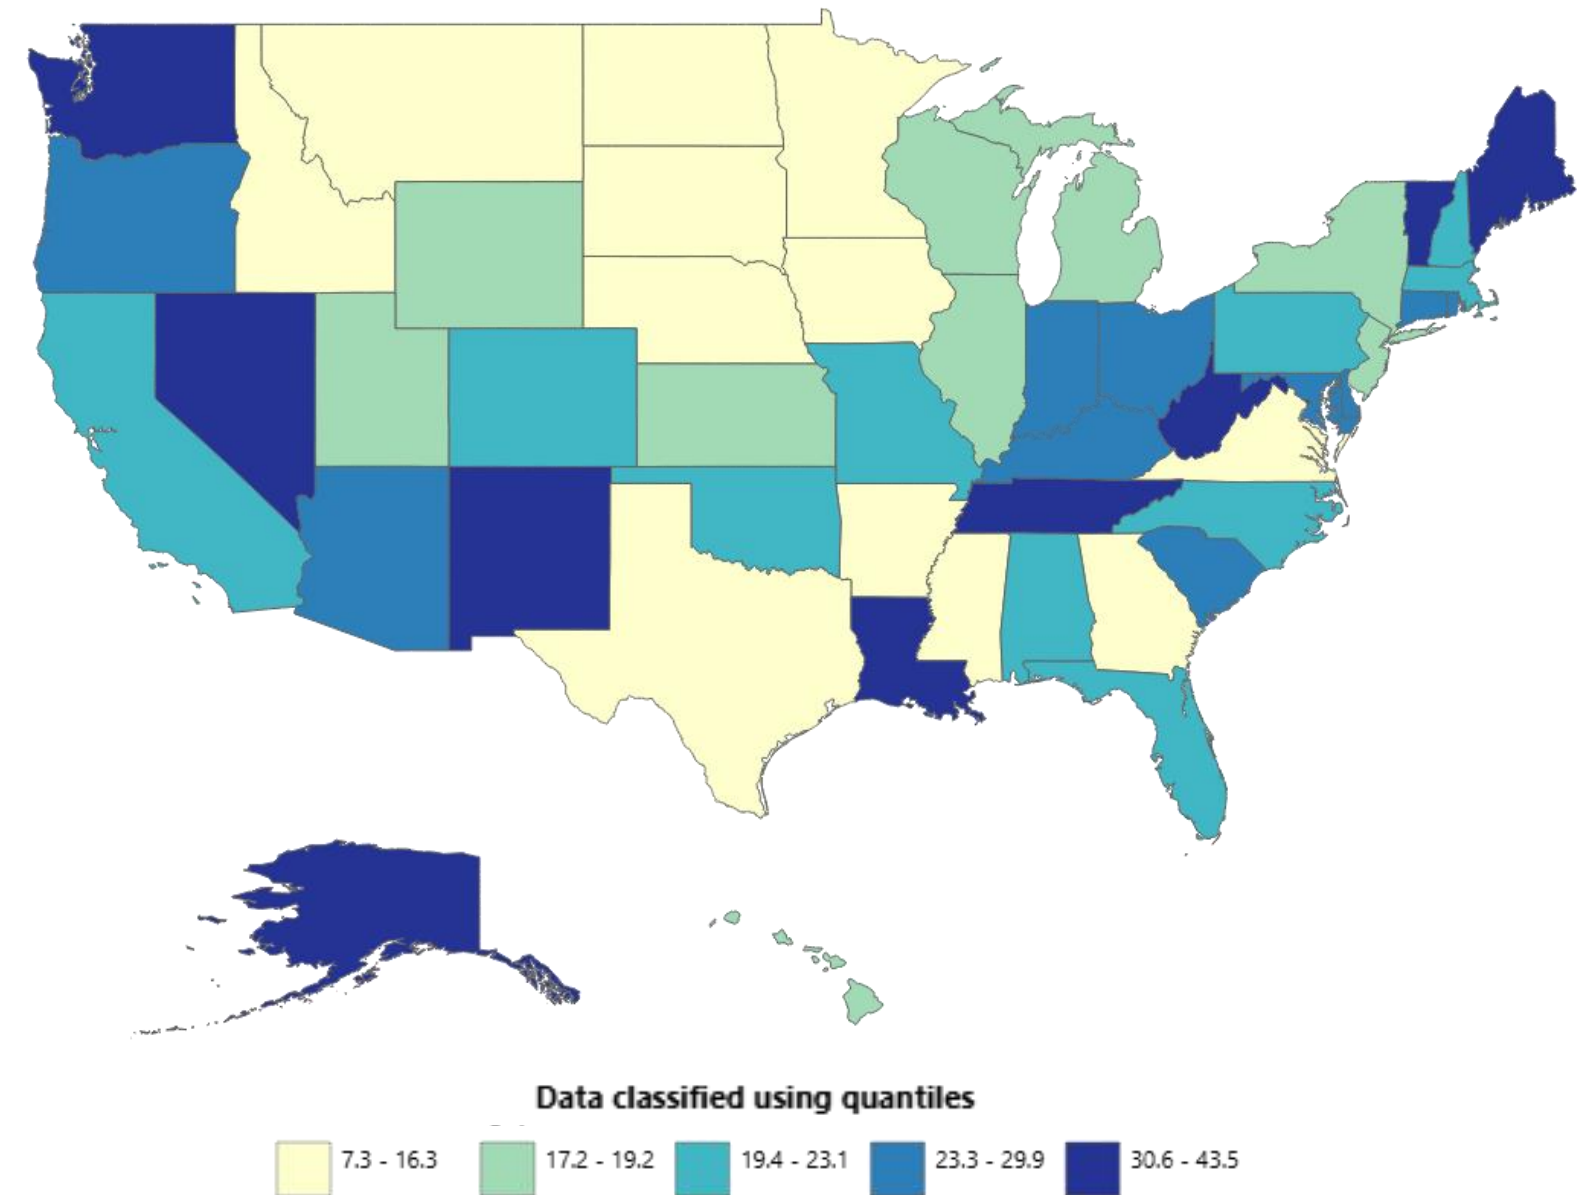 Data classified using quantiles
7.3 - 16.3 17.2 - 19.2 19.4 - 23.1 23.3 - 29.9 30.6 - 43.5